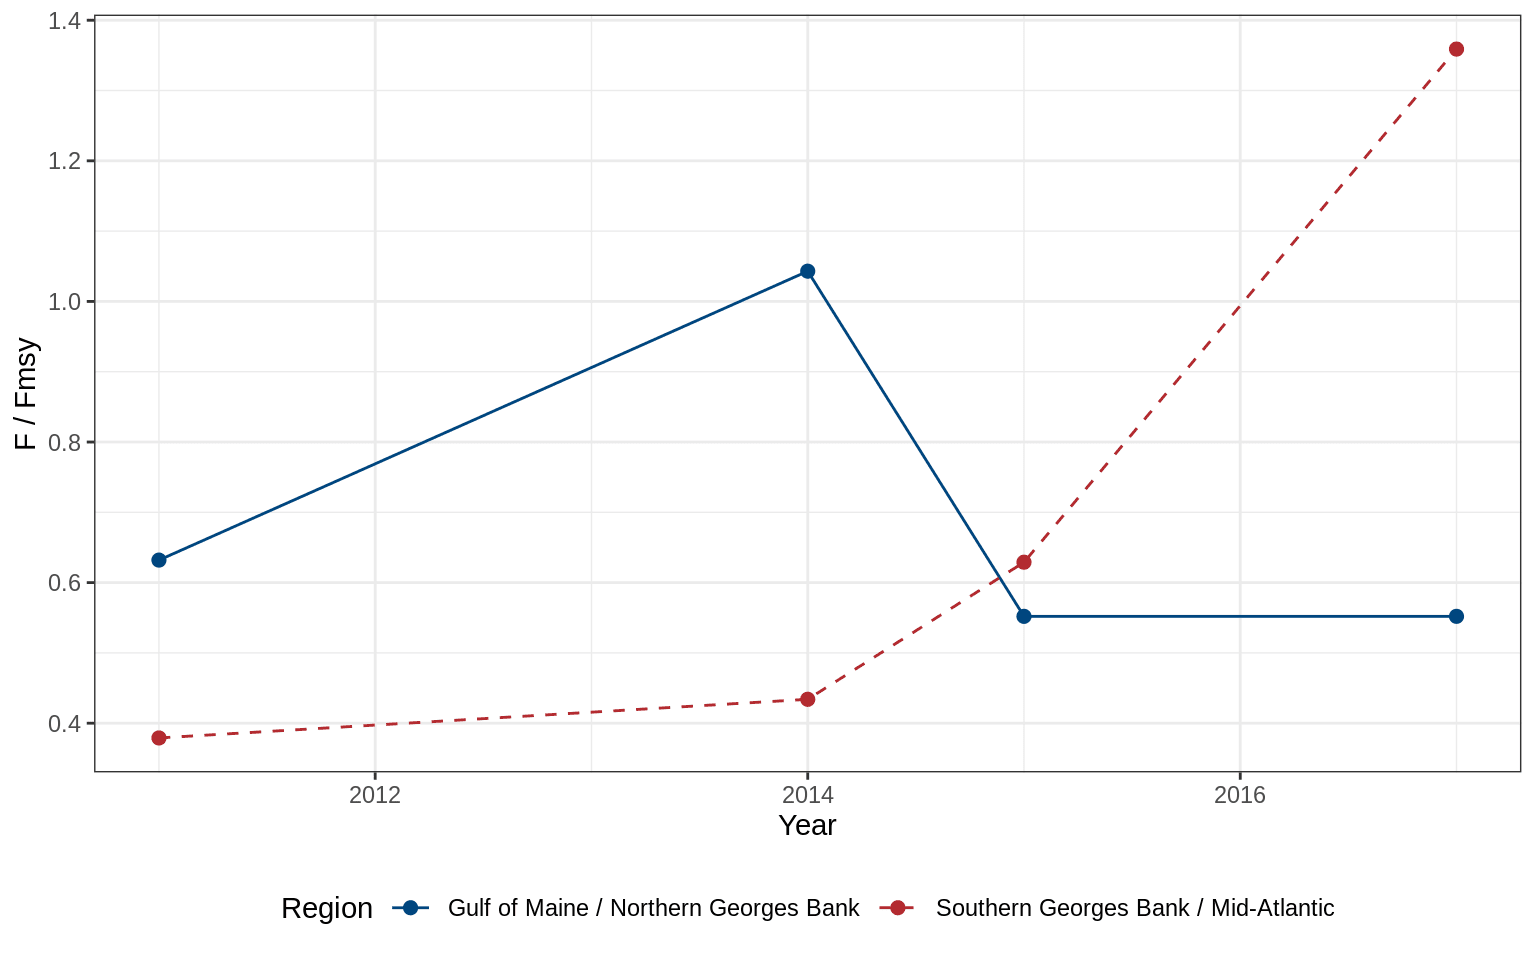 1.4
1.2
1.0
0.8
0.6
0.4
F / Fmsy
2012 2014 2016
Year
Region Gulf of Maine / Northern Georges Bank Southern Georges Bank / Mid-Atlantic